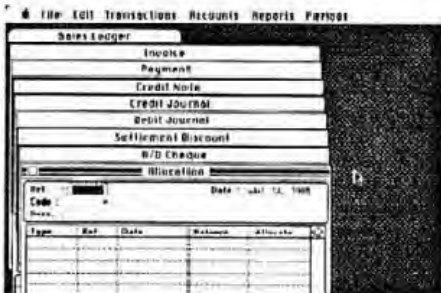 File Edit Transactions Accounts Reports Periods
Sales Ledger
Invoice
Payment
Credit Note
Credit Journal
Debit Journal
Settlement Discount
R/D Cheque
Allocation
Ref : Date :
Code :
Type Ref Date Balance Allocate